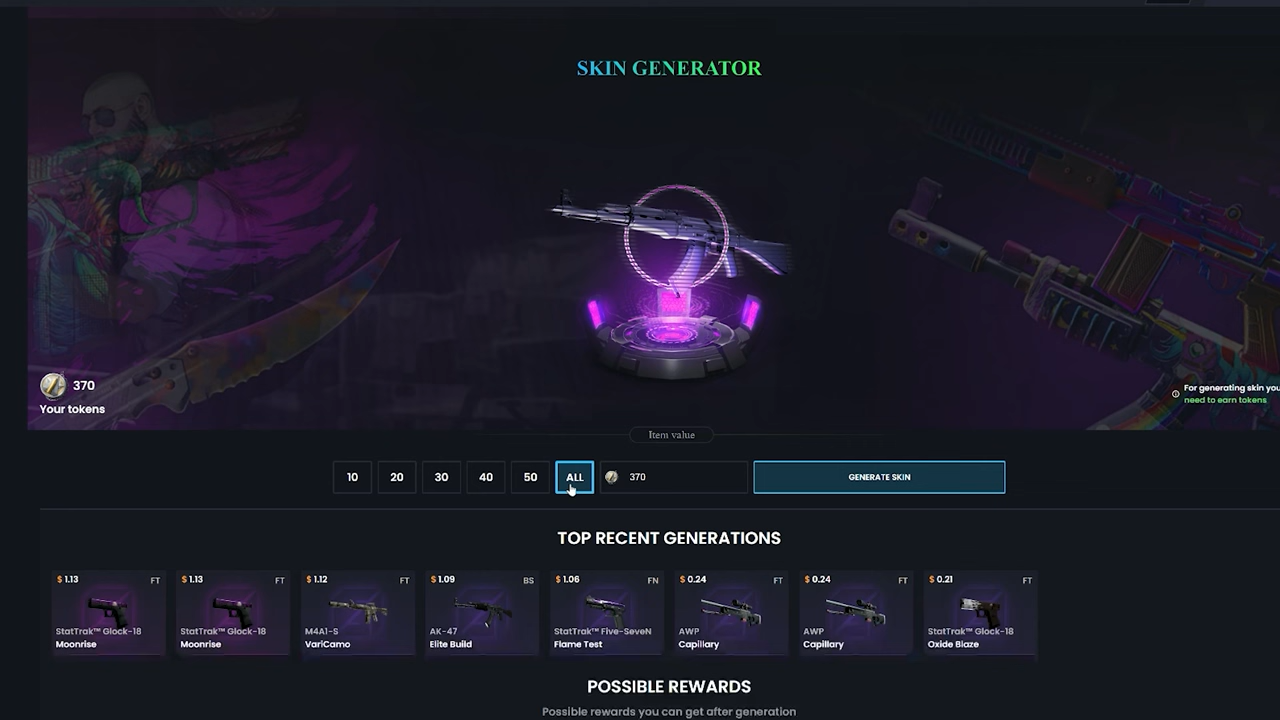 SKIN GENERATOR
370
Your tokens
For generating skin you
need to earn tokens
Item value
10 20 30 40 50 ALL 370 GENERATE SKIN
TOP RECENT GENERATIONS
$ 1.13 FT
StatTrak™ Glock-18
Moonrise
$ 1.13 FT
StatTrak™ Glock-18
Moonrise
$ 1.12 FT
M4A1-S
VariCamo
$ 1.09 BS
AK-47
Elite Build
$ 1.06 FN
StatTrak™ Five-SeveN
Flame Test
$ 0.24 FT
AWP
Capillary
$ 0.24 FT
AWP
Capillary
$ 0.21 FT
StatTrak™ Glock-18
Oxide Blaze
POSSIBLE REWARDS
Possible rewards you can get after generation